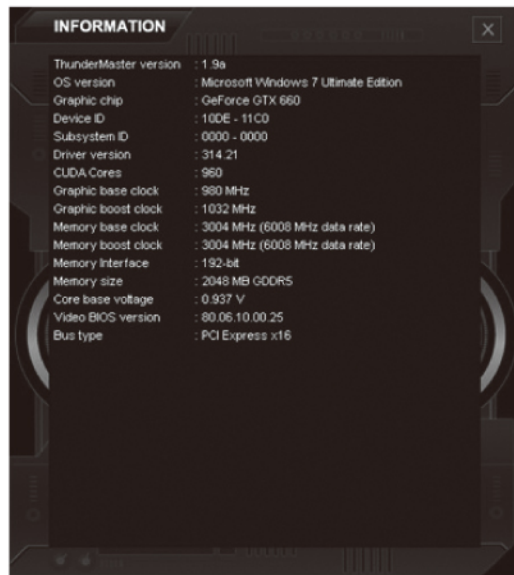 INFORMATION
ThunderMaster version : 1.9a
OS version : Microsoft Windows 7 Ultimate Edition
Graphic chip : GeForce GTX 660
Device ID : 10DE - 11C0
Subsystem ID : 0000 - 0000
Driver version : 314.21
CUDA Cores : 960
Graphic base clock : 980 MHz
Graphic boost clock : 1032 MHz
Memory base clock : 3004 MHz (6008 MHz data rate)
Memory boost clock : 3004 MHz (6008 MHz data rate)
Memory Interface : 192-bit
Memory size : 2048 MB GDDR5
Core base voltage : 0.937 V
Video BIOS version : 80.06.10.00.25
Bus type : PCI Express x16